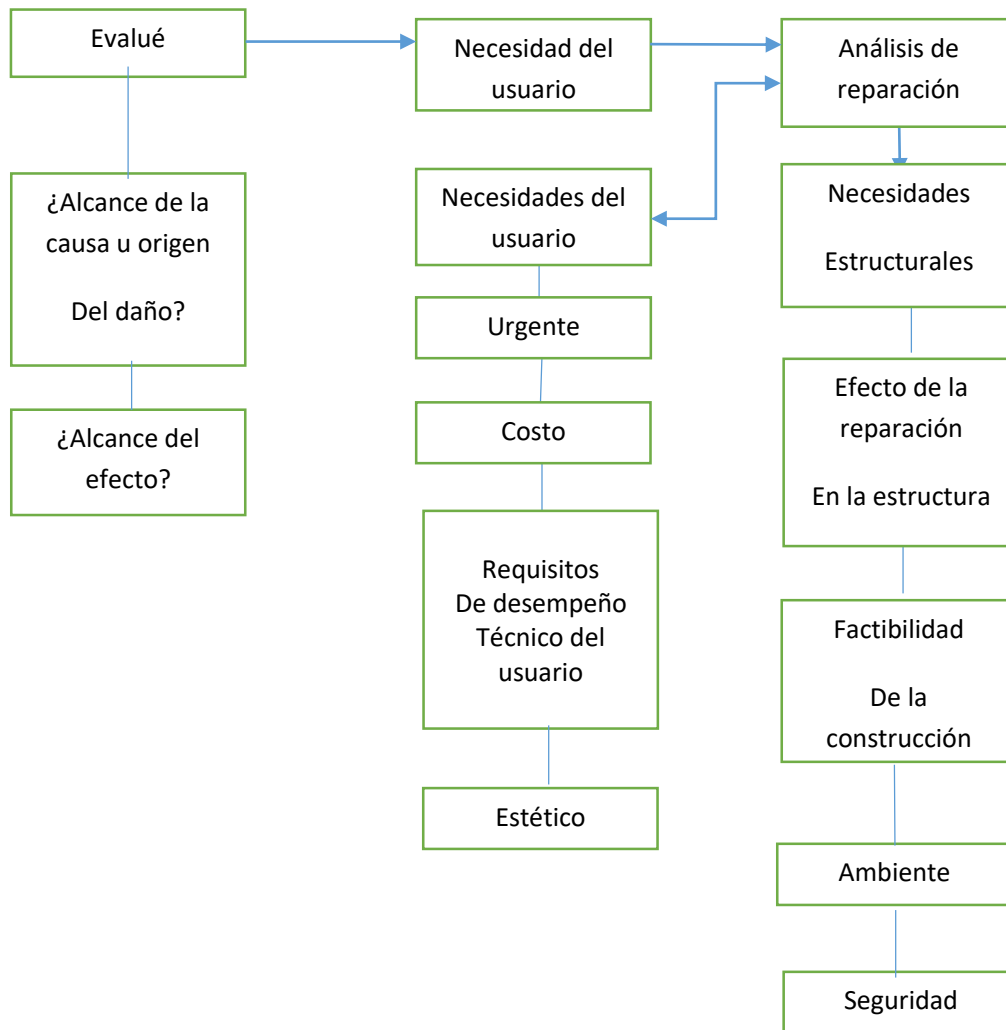 Evalué
¿Alcance de la
causa u origen
Del daño?
¿Alcance del
efecto?
Necesidad del
usuario
Necesidades del
usuario
Urgente
Costo
Requisitos
De desempeño
Técnico del
usuario
Estético
Análisis de
reparación
Necesidades
Estructurales
Efecto de la
reparación
En la estructura
Factibilidad
De la
construcción
Ambiente
Seguridad